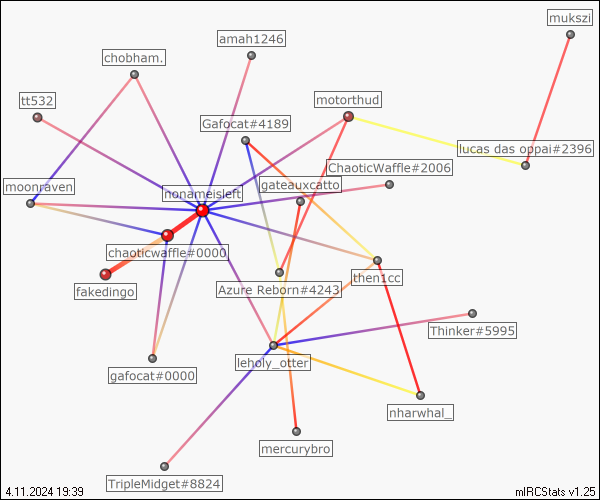 mukszi
amah1246
chobham.
tt532
motorthud
Gafocat#4189
lucas das oppai#2396
ChaoticWaffle#2006
gateauxcatto
moonraven
nonameisleft
chaoticwaffle#0000
then1cc
fakedingo
Azure Reborn#4243
Thinker#5995
leholy_otter
gafocat#0000
nharwhal_
mercurybro
TripleMidget#8824
4.11.2024 19:39
mIRCStats v1.25